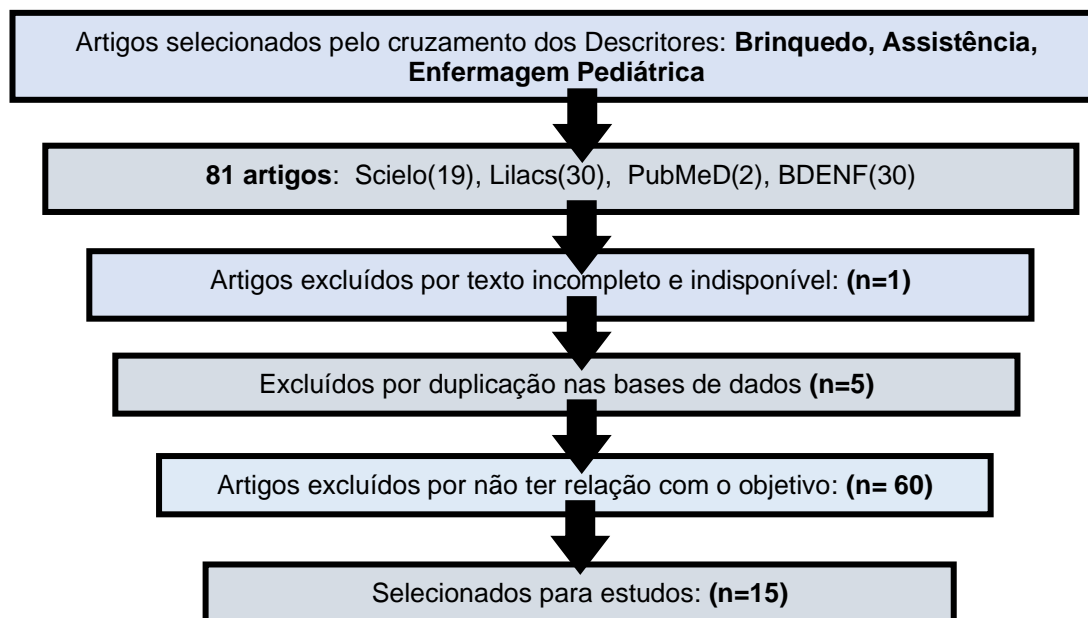 Artigos selecionados pelo cruzamento dos Descritores: Brinquedo, Assistência,
Enfermagem Pediátrica
81 artigos: Scielo(19), Lilacs(30), PubMeD(2), BDENF(30)
Artigos excluídos por texto incompleto e indisponível: (n=1)
Excluídos por duplicação nas bases de dados (n=5)
Artigos excluídos por não ter relação com o objetivo: (n= 60)
Selecionados para estudos: (n=15)